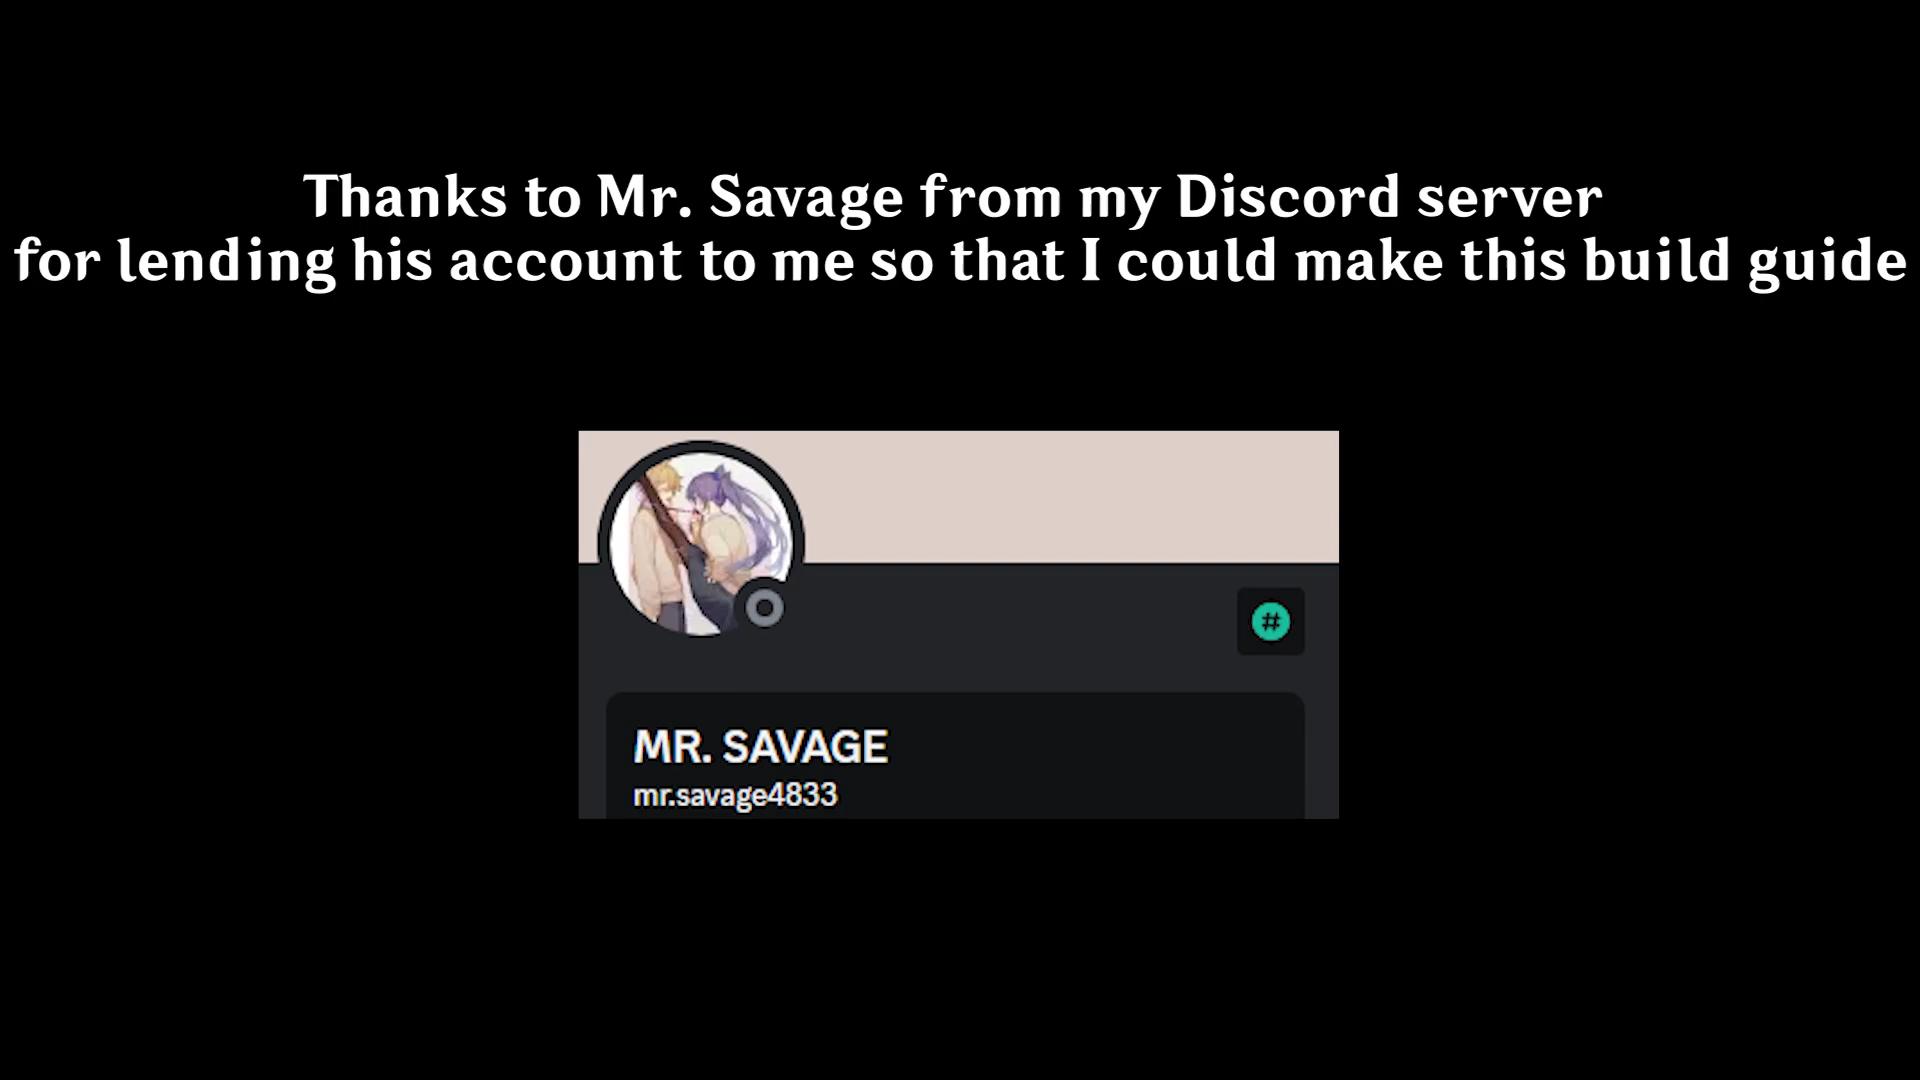 Thanks to Mr. Savage from my Discord server
for lending his account to me so that I could make this build guide
#
MR. SAVAGE
mr.savage4833